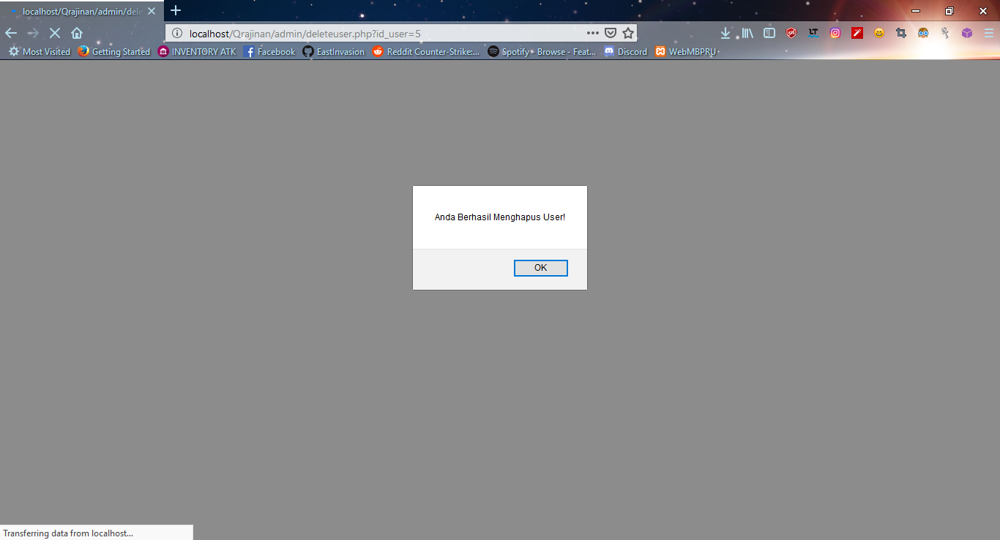 localhost/Qrajinan/admin/dele
localhost/Qrajinan/admin/deleteuser.php?id_user=5
Most Visited Getting Started INVENTORY ATK Facebook EastInvasion Reddit Counter-Strike:... Spotify - Browse - Feat... Discord WebMBPRU
Anda Berhasil Menghapus User!
OK
Transferring data from localhost...